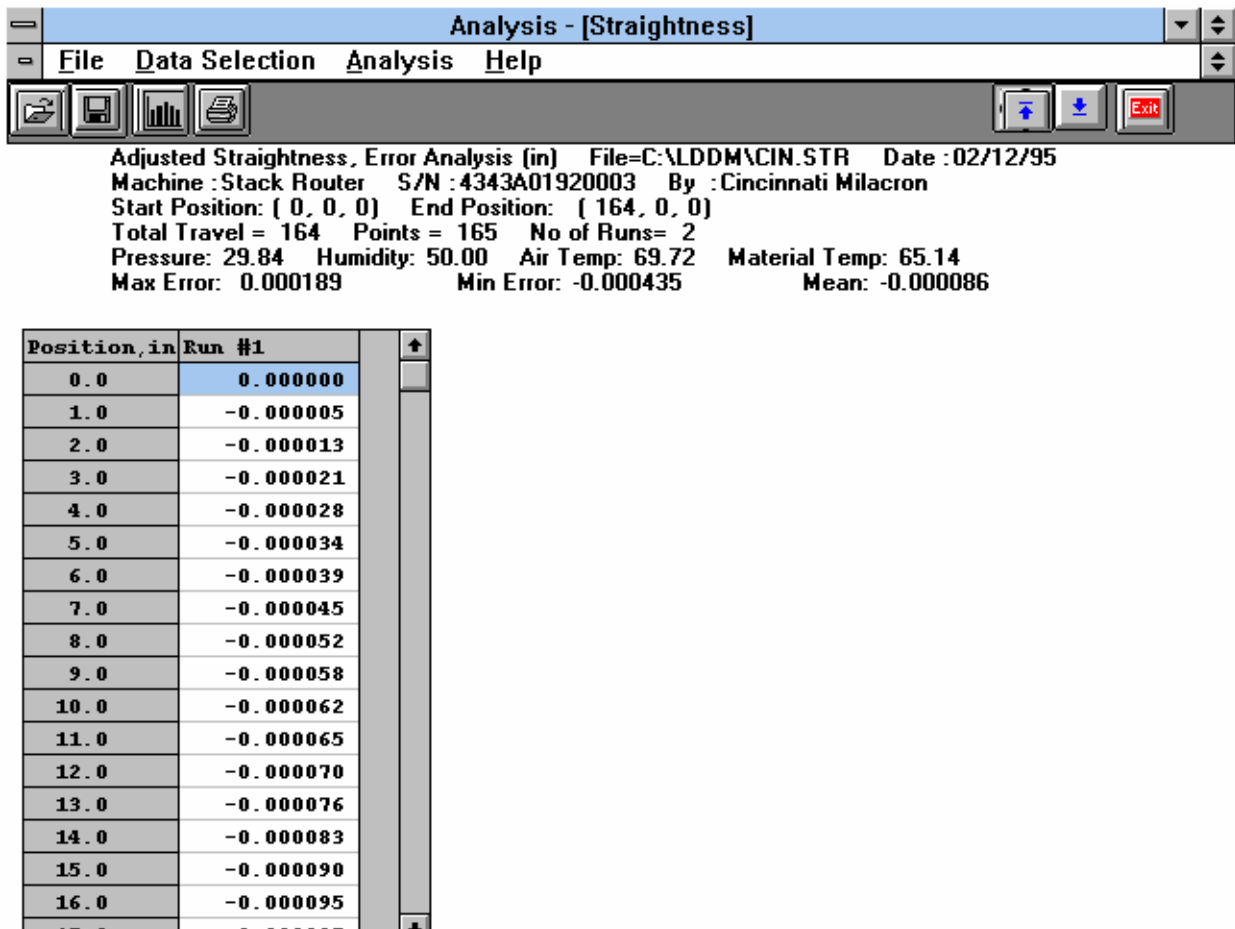 Analysis - [Straightness]
File Data Selection Analysis Help
Exit
Adjusted Straightness, Error Analysis (in) File=C:\LDDM\CIN.STR Date :02/12/95
Machine :Stack Router S/N :4343A01920003 By :Cincinnati Milacron
Start Position: ( 0, 0, 0) End Position: ( 164, 0, 0)
Total Travel = 164 Points = 165 No of Runs= 2
Pressure: 29.84 Humidity: 50.00 Air Temp: 69.72 Material Temp: 65.14
Max Error: 0.000189 Min Error: -0.000435 Mean: -0.000086
Position,in Run #1
0.0 0.000000
1.0 -0.000005
2.0 -0.000013
3.0 -0.000021
4.0 -0.000028
5.0 -0.000034
6.0 -0.000039
7.0 -0.000045
8.0 -0.000052
9.0 -0.000058
10.0 -0.000062
11.0 -0.000065
12.0 -0.000070
13.0 -0.000076
14.0 -0.000083
15.0 -0.000090
16.0 -0.000095